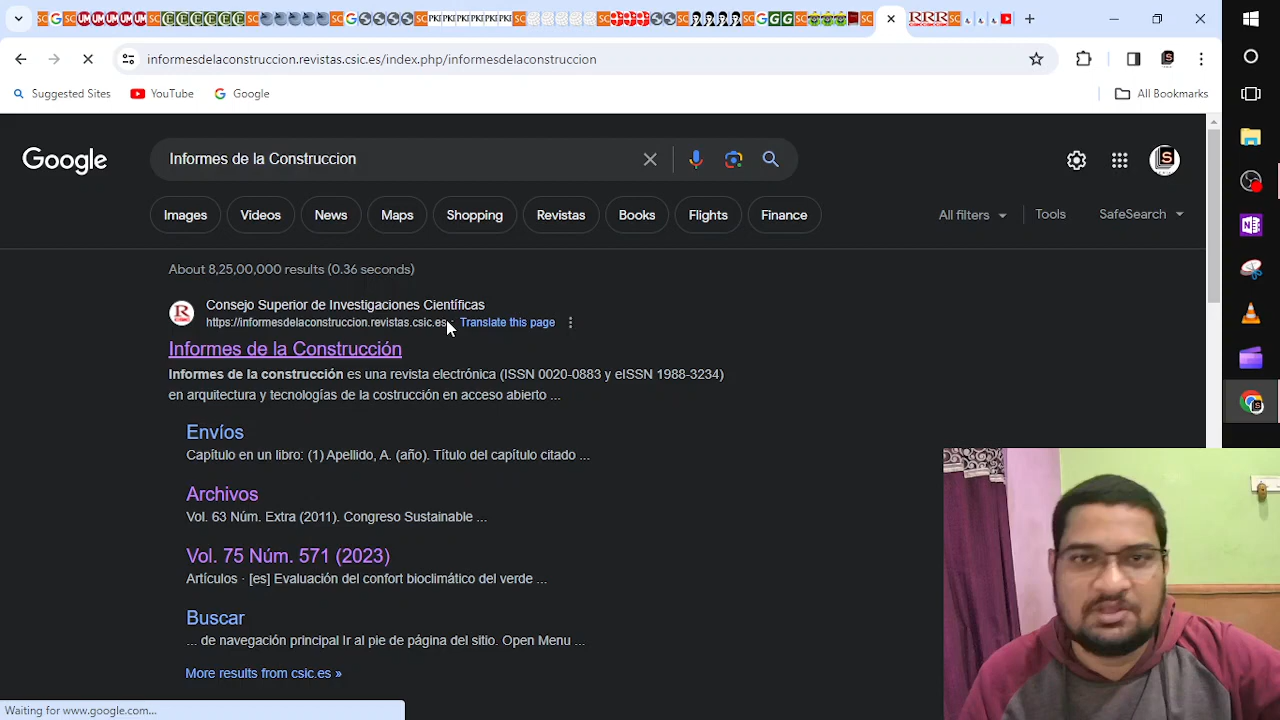 informesdelaconstruccion.revistas.csic.es/index.php/informesdelaconstruccion
Suggested Sites
YouTube
Google
All Bookmarks
Google
Informes de la Construccion
Images
Videos
News
Maps
Shopping
Revistas
Books
Flights
Finance
All filters
Tools
SafeSearch
About 8,25,00,000 results (0.36 seconds)
Consejo Superior de Investigaciones Científicas
https://informesdelaconstruccion.revistas.csic.es · Translate this page
Informes de la Construcción
Informes de la construcción es una revista electrónica (ISSN 0020-0883 y eISSN 1988-3234)
en arquitectura y tecnologías de la costrucción en acceso abierto ...
Envíos
Capítulo en un libro: (1) Apellido, A. (año). Título del capítulo citado ...
Archivos
Vol. 63 Núm. Extra (2011). Congreso Sustainable ...
Vol. 75 Núm. 571 (2023)
Artículos · [es] Evaluación del confort bioclimático del verde ...
Buscar
... de navegación principal Ir al pie de página del sitio. Open Menu ...
More results from csic.es »
Waiting for www.google.com...